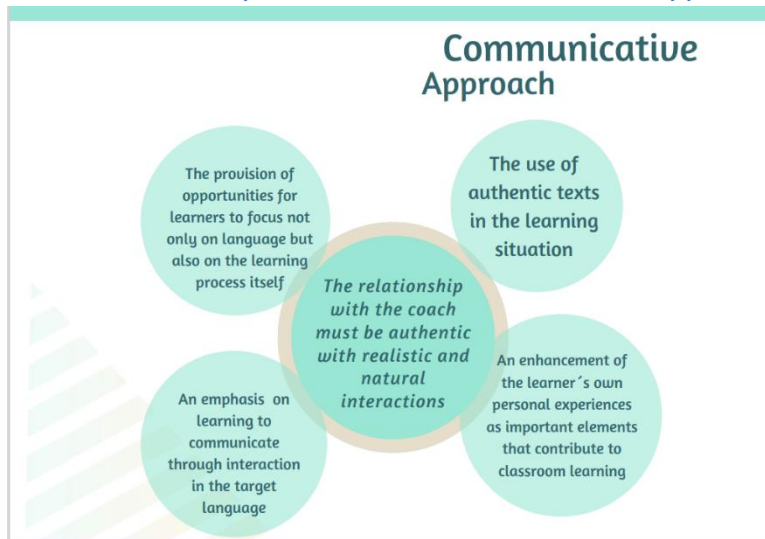 Communicative
Approach
The provision of
opportunities for
learners to focus not
only on language but
also on the learning
process itself
The use of
authentic texts
in the learning
situation
The relationship
with the coach
must be authentic
with realistic and
natural
interactions
An emphasis on
learning to
communicate
through interaction
in the target
language
An enhancement of
the learner´s own
personal experiences
as important elements
that contribute to
classroom learning